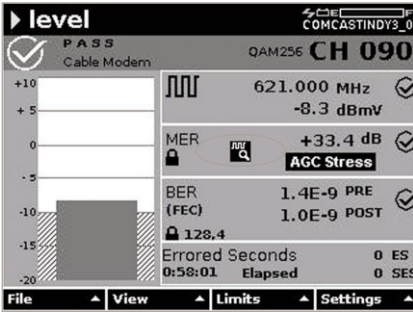 level
COMCASTINDY3_0
PASS
Cable Modem
QAM256 CH 090
+10
+ 5
0
- 5
-10
-15
-20
621.000 MHz
-8.3 dBmV
MER
+33.4 dB
AGC Stress
BER
(FEC)
1.4E-9 PRE
1.0E-9 POST
128,4
Errored Seconds
0 ES
0:58:01 Elapsed
0 SES
File
View
Limits
Settings